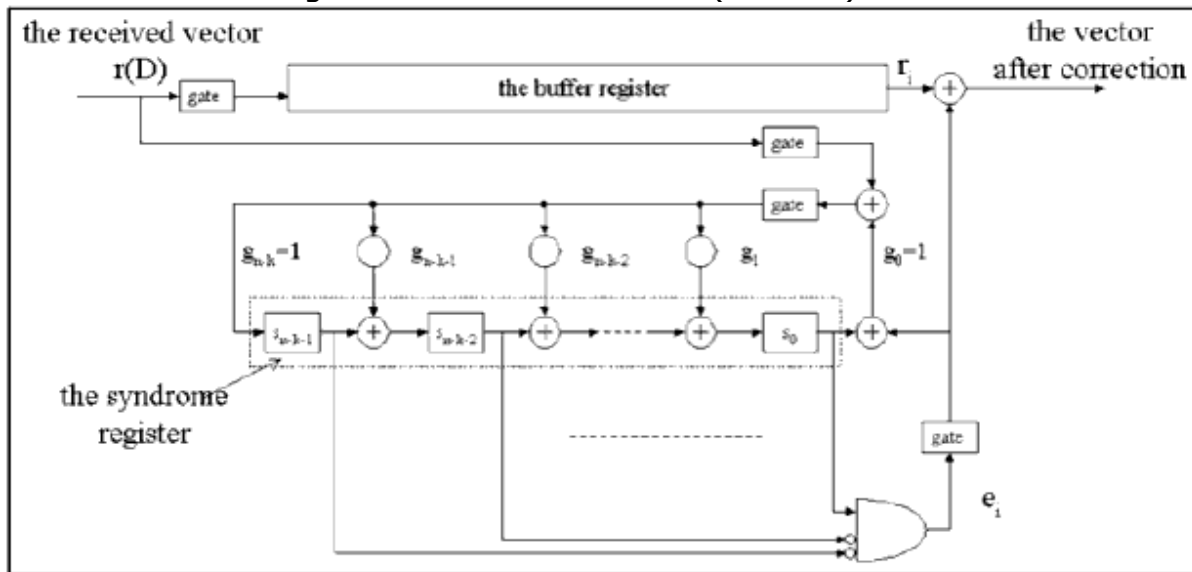 the received vector
r(D)
gate
the buffer register
r_i
the vector
after correction
gate
gate
g_{n-k}=1
g_{n-k-1}
g_{n-k-2}
g_1
g_0=1
s_{n-k-1}
s_{n-k-2}
s_0
the syndrome
register
gate
e_i